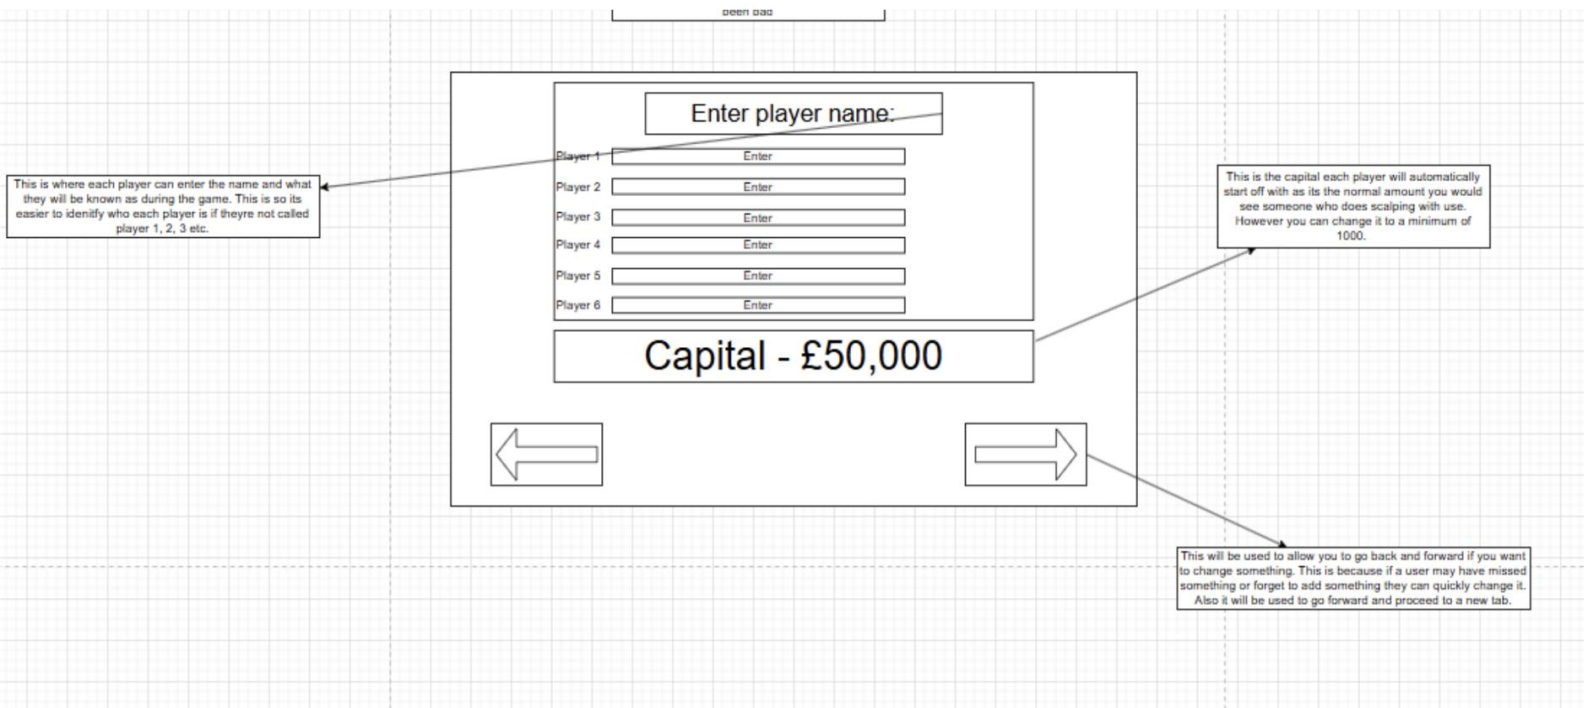 been bad
Enter player name:
Player 1 Enter
Player 2 Enter
Player 3 Enter
Player 4 Enter
Player 5 Enter
Player 6 Enter
Capital - £50,000
This is where each player can enter the name and what
they will be known as during the game. This is so its
easier to idenitfy who each player is if theyre not called
player 1, 2, 3 etc.
This is the capital each player will automatically
start off with as its the normal amount you would
see someone who does scalping with use.
However you can change it to a minimum of
1000.
This will be used to allow you to go back and forward if you want
to change something. This is because if a user may have missed
something or forget to add something they can quickly change it.
Also it will be used to go forward and proceed to a new tab.